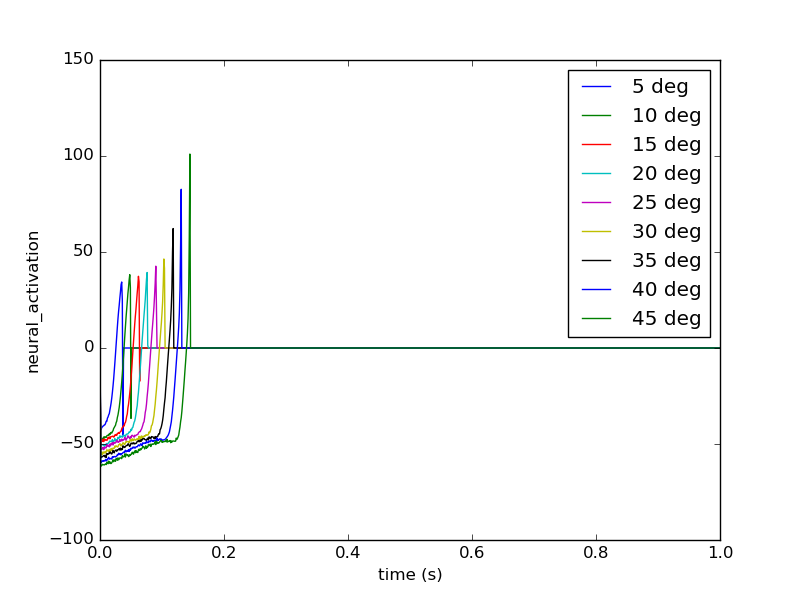 150
100
50
0
−50
−100
0.0
0.2
0.4
0.6
0.8
1.0
time (s)
neural_activation
5 deg
10 deg
15 deg
20 deg
25 deg
30 deg
35 deg
40 deg
45 deg